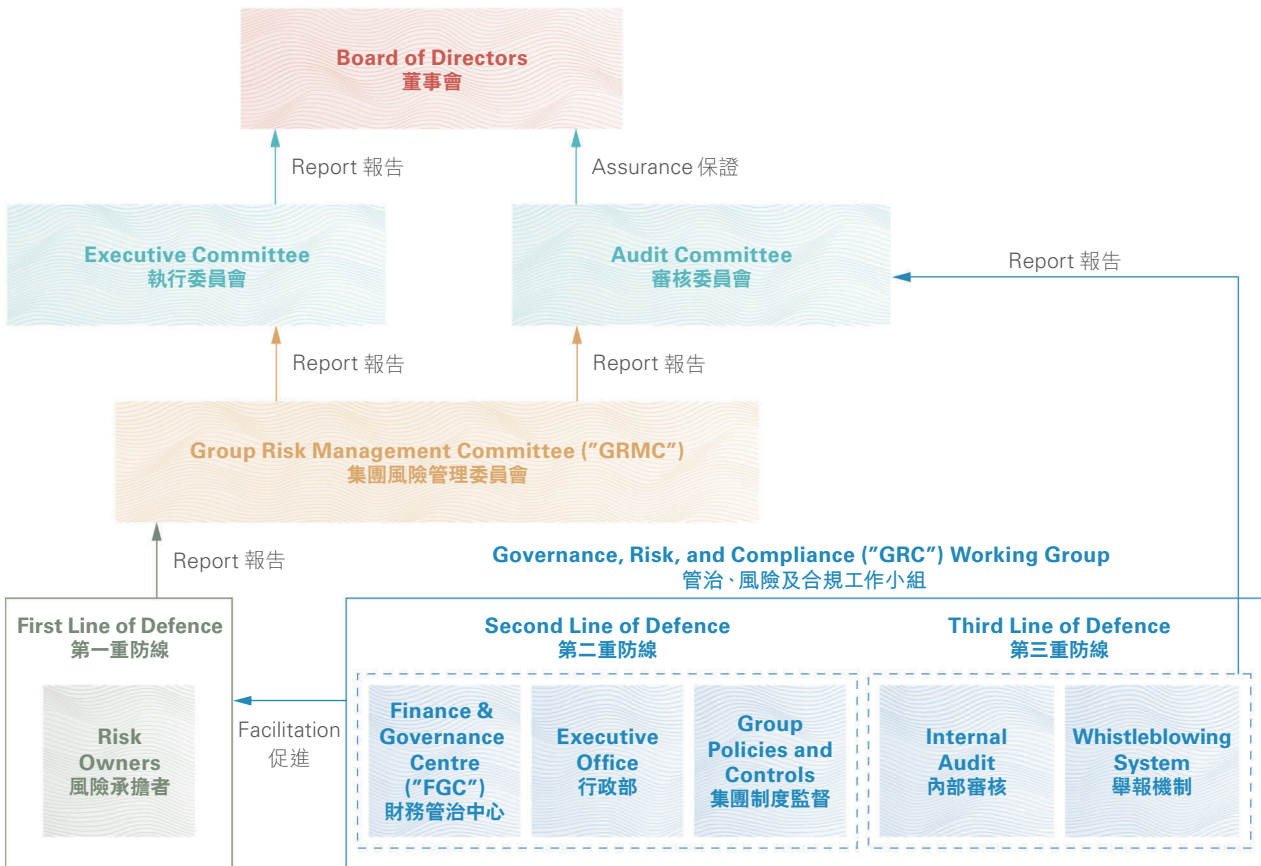 Board of Directors
董事會
Report 報告
Assurance 保證
Executive Committee
執行委員會
Audit Committee
審核委員會
Report 報告
Report 報告
Report 報告
Group Risk Management Committee ("GRMC")
集團風險管理委員會
Report 報告
Governance, Risk, and Compliance ("GRC") Working Group
管治、風險及合規工作小組
First Line of Defence
第一重防線
Risk
Owners
風險承擔者
Facilitation
促進
Second Line of Defence
第二重防線
Finance &
Governance
Centre
("FGC")
財務管治中心
Executive
Office
行政部
Group
Policies and
Controls
集團制度監督
Third Line of Defence
第三重防線
Internal
Audit
內部審核
Whistleblowing
System
舉報機制